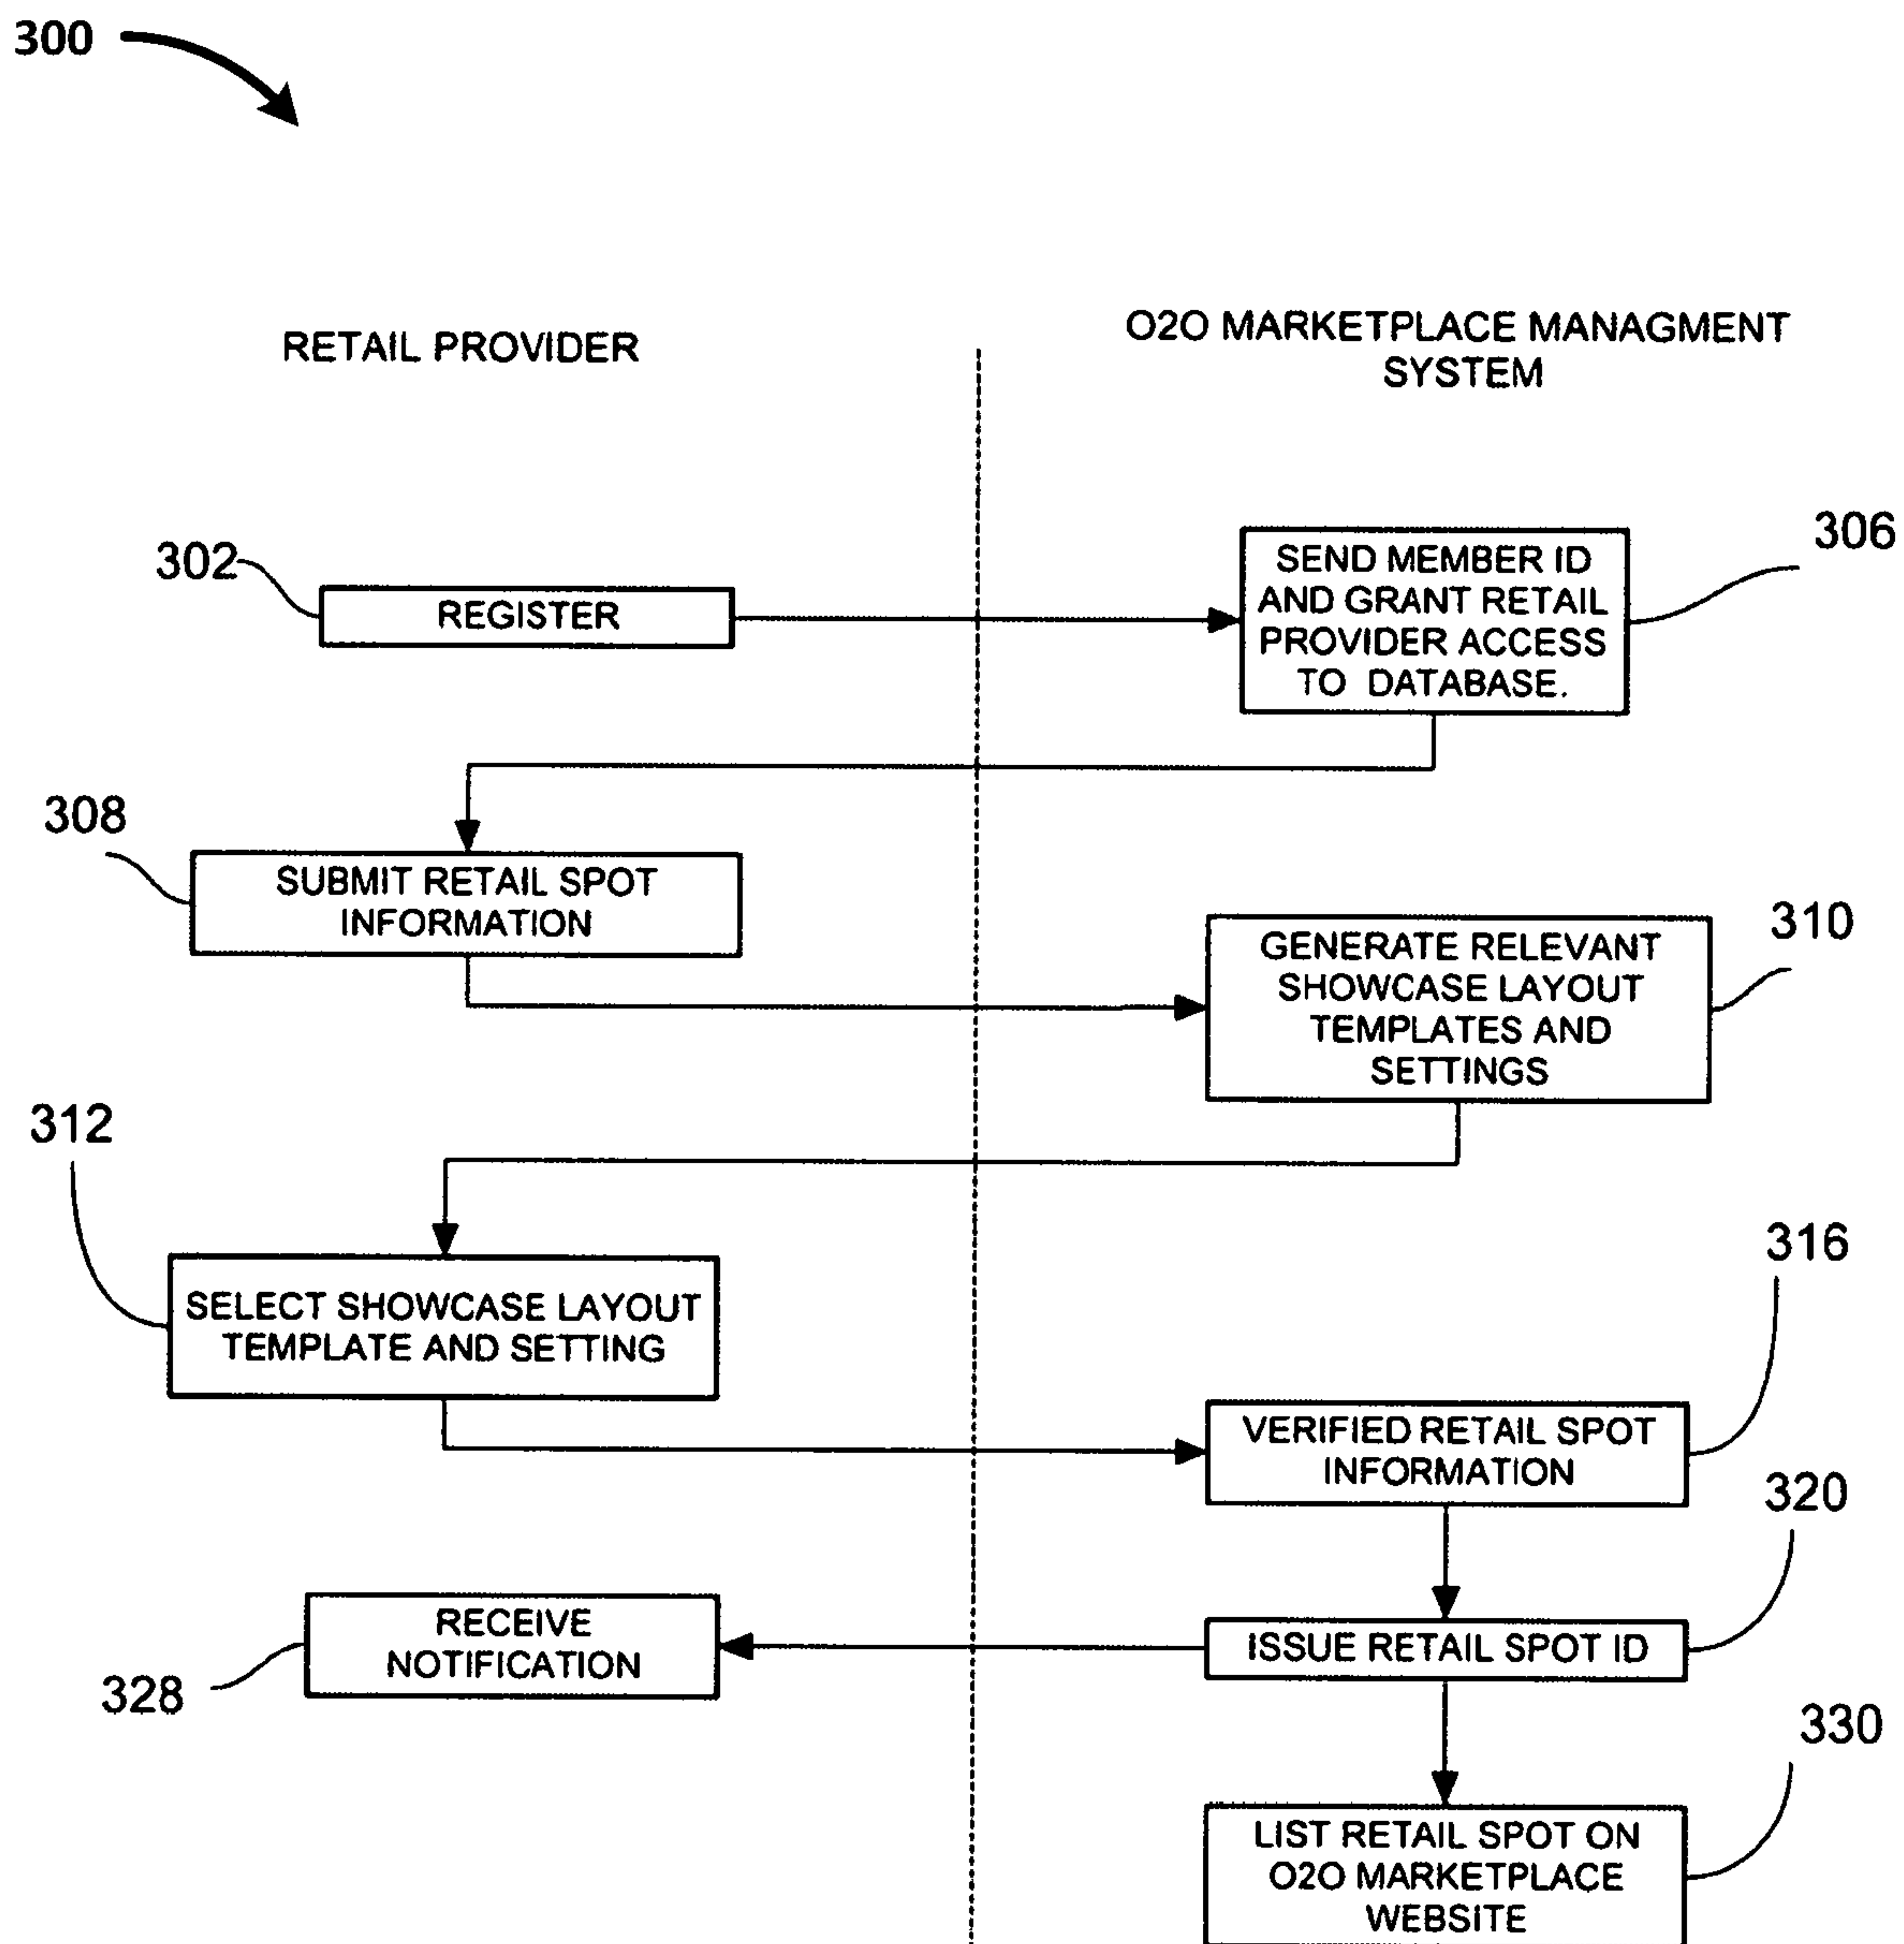 300
RETAIL PROVIDER
O2O MARKETPLACE MANAGMENT
SYSTEM
302
REGISTER
306
SEND MEMBER ID
AND GRANT RETAIL
PROVIDER ACCESS
TO DATABASE.
308
SUBMIT RETAIL SPOT
INFORMATION
310
GENERATE RELEVANT
SHOWCASE LAYOUT
TEMPLATES AND
SETTINGS
312
SELECT SHOWCASE LAYOUT
TEMPLATE AND SETTING
316
VERIFIED RETAIL SPOT
INFORMATION
320
ISSUE RETAIL SPOT ID
RECEIVE
NOTIFICATION
328
330
LIST RETAIL SPOT ON
O2O MARKETPLACE
WEBSITE